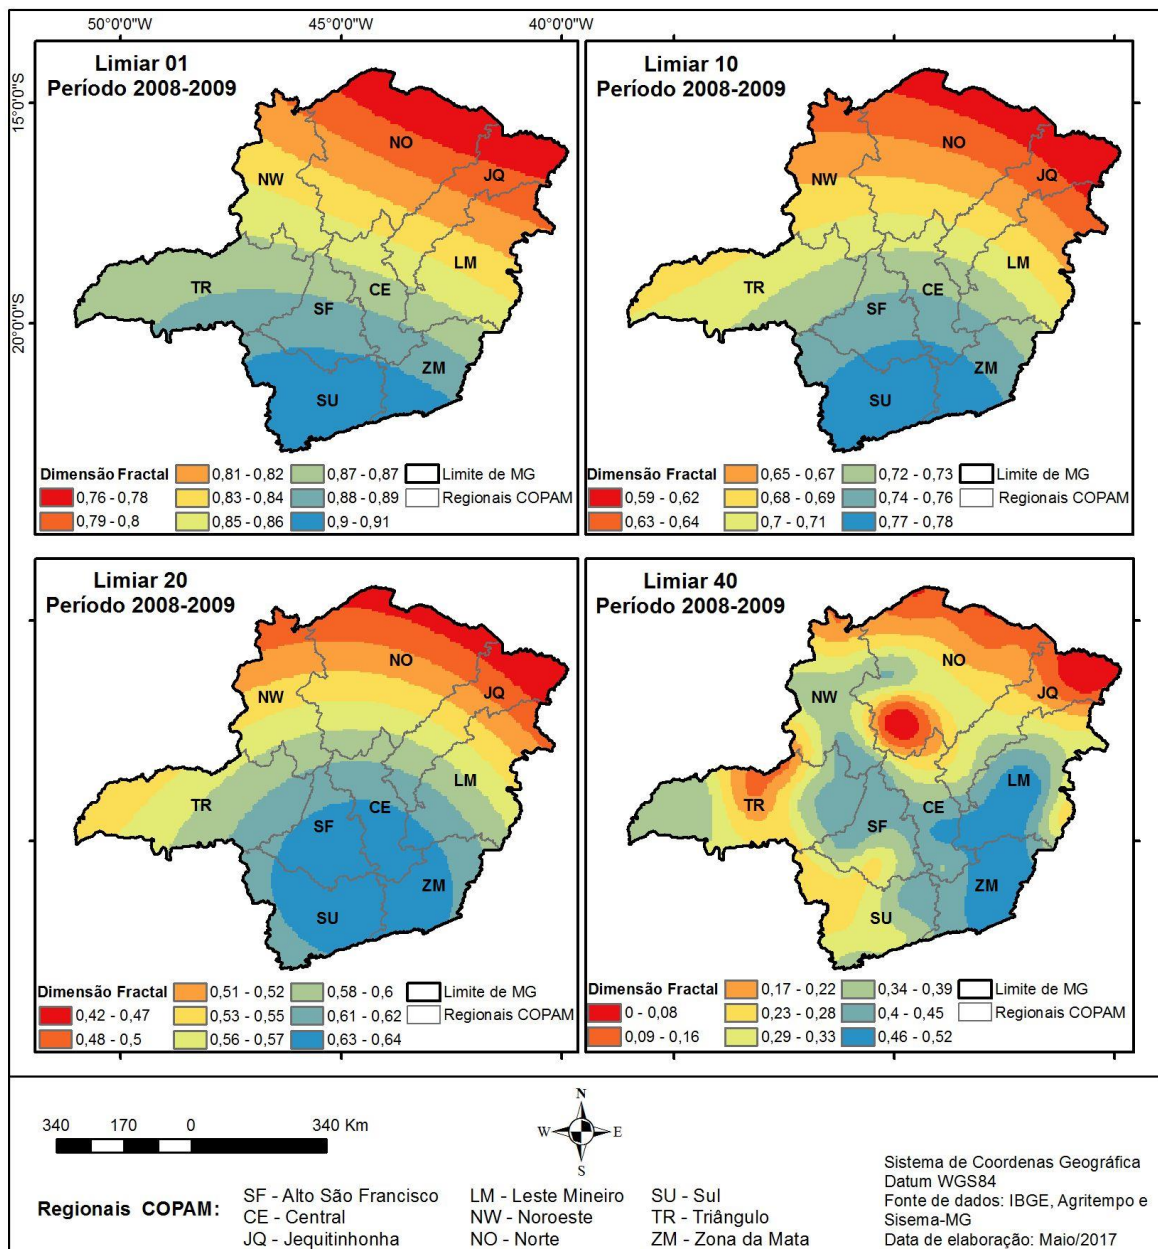 50°0'0"W 45°0'0"W 40°0'0"W
15°0'0"S
20°0'0"S
Limiar 01
Período 2008-2009
NO
JQ
NW
LM
TR
CE
SF
ZM
SU
Dimensão Fractal
0,76 - 0,78
0,79 - 0,8
0,81 - 0,82
0,83 - 0,84
0,85 - 0,86
0,87 - 0,87
0,88 - 0,89
0,9 - 0,91
Limite de MG
Regionais COPAM
Limiar 10
Período 2008-2009
NO
JQ
NW
LM
TR
CE
SF
ZM
SU
Dimensão Fractal
0,59 - 0,62
0,63 - 0,64
0,65 - 0,67
0,68 - 0,69
0,7 - 0,71
0,72 - 0,73
0,74 - 0,76
0,77 - 0,78
Limite de MG
Regionais COPAM
Limiar 20
Período 2008-2009
NO
JQ
NW
LM
TR
CE
SF
ZM
SU
Dimensão Fractal
0,42 - 0,47
0,48 - 0,5
0,51 - 0,52
0,53 - 0,55
0,56 - 0,57
0,58 - 0,6
0,61 - 0,62
0,63 - 0,64
Limite de MG
Regionais COPAM
Limiar 40
Período 2008-2009
NO
JQ
NW
LM
TR
CE
SF
ZM
SU
Dimensão Fractal
0 - 0,08
0,09 - 0,16
0,17 - 0,22
0,23 - 0,28
0,29 - 0,33
0,34 - 0,39
0,4 - 0,45
0,46 - 0,52
Limite de MG
Regionais COPAM
340 170 0 340 Km
N
W E
S
Regionais COPAM:
SF - Alto São Francisco
CE - Central
JQ - Jequitinhonha
LM - Leste Mineiro
NW - Noroeste
NO - Norte
SU - Sul
TR - Triângulo
ZM - Zona da Mata
Sistema de Coordenas Geográfica
Datum WGS84
Fonte de dados: IBGE, Agritempo e
Sisema-MG
Data de elaboração: Maio/2017